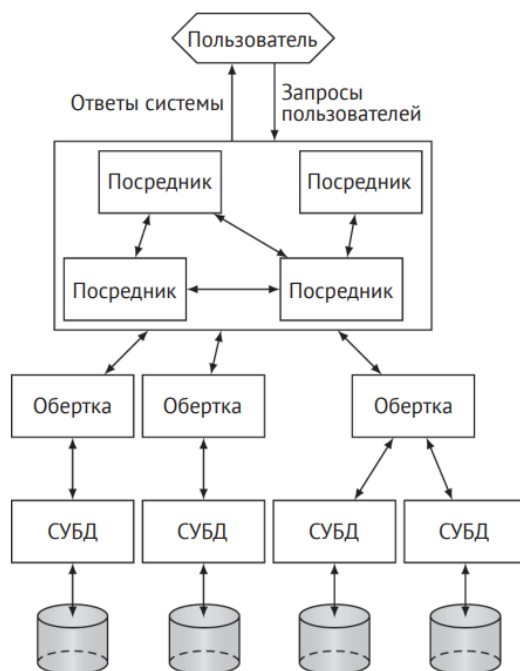 Пользователь
Ответы системы
Запросы
пользователей
Посредник
Посредник
Посредник
Посредник
Обертка
Обертка
Обертка
СУБД
СУБД
СУБД
СУБД